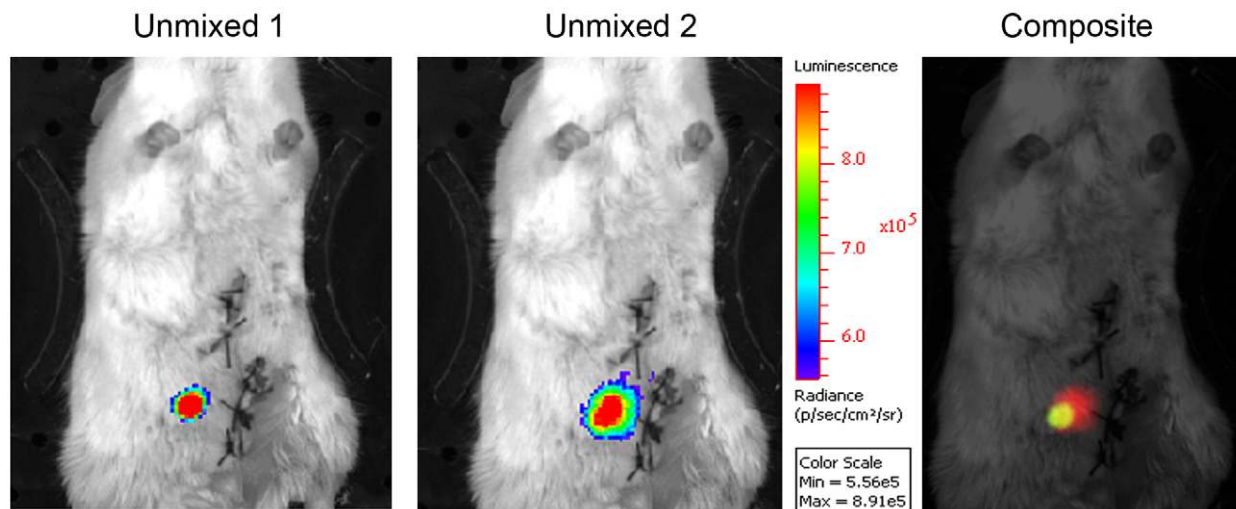 Unmixed 1
Unmixed 2
Composite
Luminescence
8.0
x10⁵
7.0
6.0
Radiance
(p/sec/cm²/sr)
Color Scale
Min = 5.56e5
Max = 8.91e5